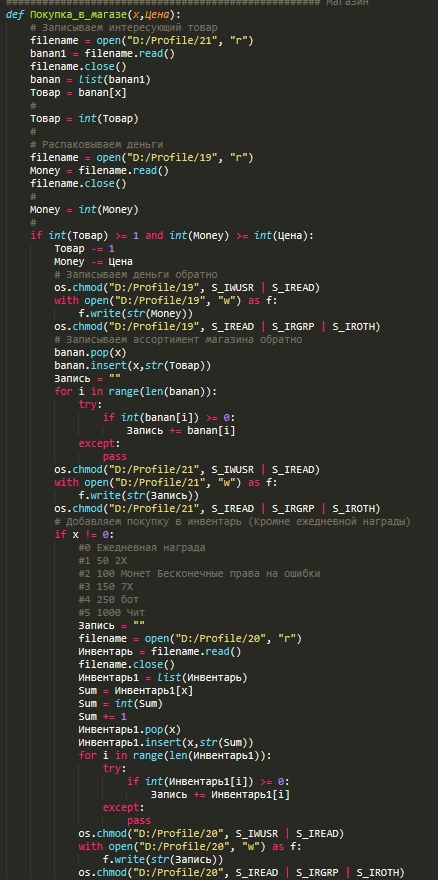 ################################################ Магазин
def Покупка_в_магазе(x,Цена):
# Записываем интересующий товар
filename = open("D:/Profile/21", "r")
banan1 = filename.read()
filename.close()
banan = list(banan1)
Товар = banan[x]
#
Товар = int(Товар)
#
# Распаковываем деньги
filename = open("D:/Profile/19", "r")
Money = filename.read()
filename.close()
#
Money = int(Money)
#
if int(Товар) >= 1 and int(Money) >= int(Цена):
Товар -= 1
Money -= Цена
# Записываем деньги обратно
os.chmod("D:/Profile/19", S_IWUSR | S_IREAD)
with open("D:/Profile/19", "w") as f:
f.write(str(Money))
os.chmod("D:/Profile/19", S_IREAD | S_IRGRP | S_IROTH)
# Записываем ассортимент магазина обратно
banan.pop(x)
banan.insert(x,str(Товар))
Запись = ""
for i in range(len(banan)):
try:
if int(banan[i]) >= 0:
Запись += banan[i]
except:
pass
os.chmod("D:/Profile/21", S_IWUSR | S_IREAD)
with open("D:/Profile/21", "w") as f:
f.write(str(Запись))
os.chmod("D:/Profile/21", S_IREAD | S_IRGRP | S_IROTH)
# Добавляем покупку в инвентарь (Кромне ежедневной награды)
if x != 0:
#0 Ежедневная награда
#1 50 2X
#2 100 Монет Бесконечные права на ошибки
#3 150 7X
#4 250 бот
#5 1000 Чит
Запись = ""
filename = open("D:/Profile/20", "r")
Инвентарь = filename.read()
filename.close()
Инвентарь1 = list(Инвентарь)
Sum = Инвентарь1[x]
Sum = int(Sum)
Sum += 1
Инвентарь1.pop(x)
Инвентарь1.insert(x,str(Sum))
for i in range(len(Инвентарь1)):
try:
if int(Инвентарь1[i]) >= 0:
Запись += Инвентарь1[i]
except:
pass
os.chmod("D:/Profile/20", S_IWUSR | S_IREAD)
with open("D:/Profile/20", "w") as f:
f.write(str(Запись))
os.chmod("D:/Profile/20", S_IREAD | S_IRGRP | S_IROTH)